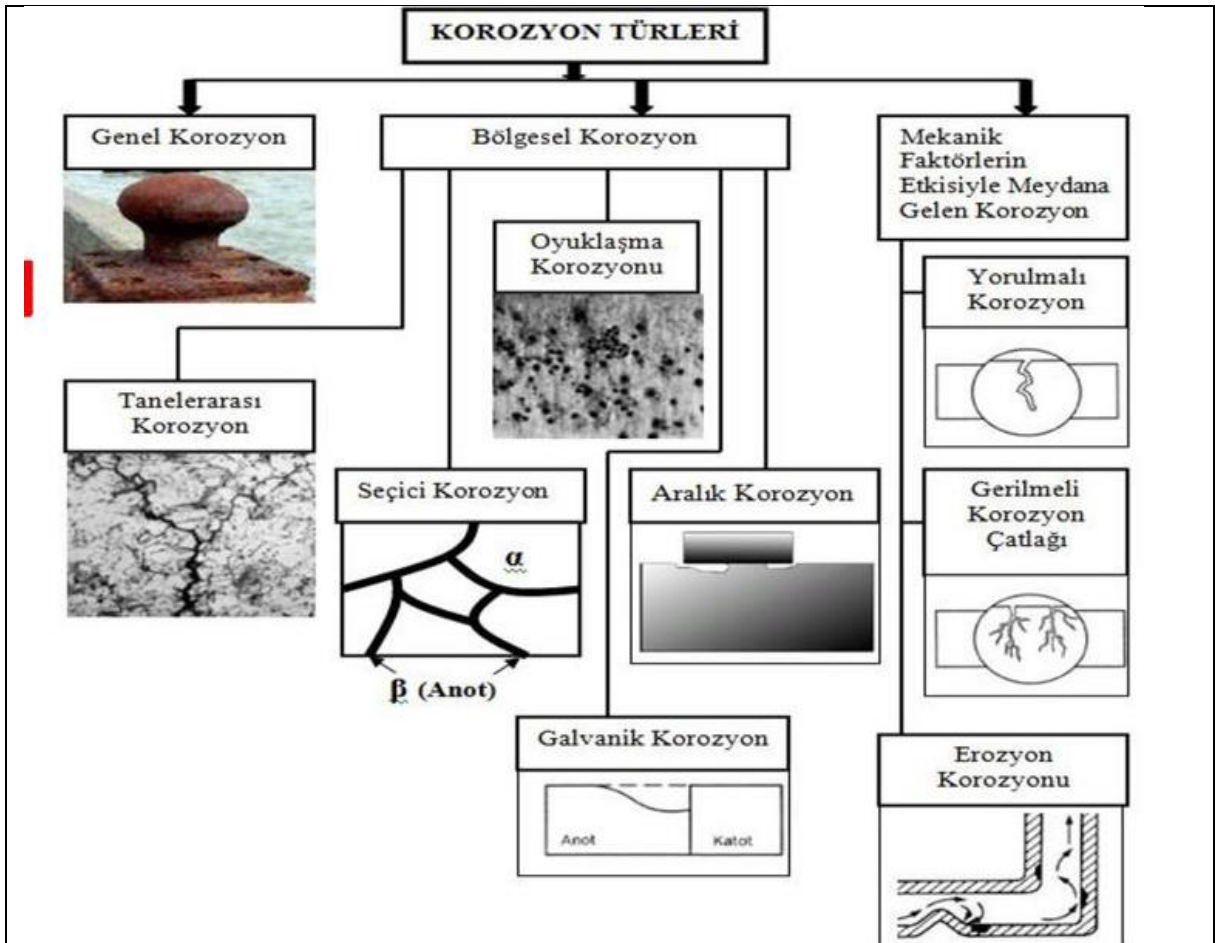 KOROZYON TÜRLERİ
Genel Korozyon
Bölgesel Korozyon
Mekanik
Faktörlerin
Etkisiyle Meydana
Gelen Korozyon
Oyuklaşma
Korozyonu
Yorulmalı
Korozyon
Tanelerarası
Korozyon
Seçici Korozyon
Aralık Korozyon
Gerilmeli
Korozyon
Çatlağı
α
β (Anot)
Galvanik Korozyon
Anot
Katot
Erozyon
Korozyonu